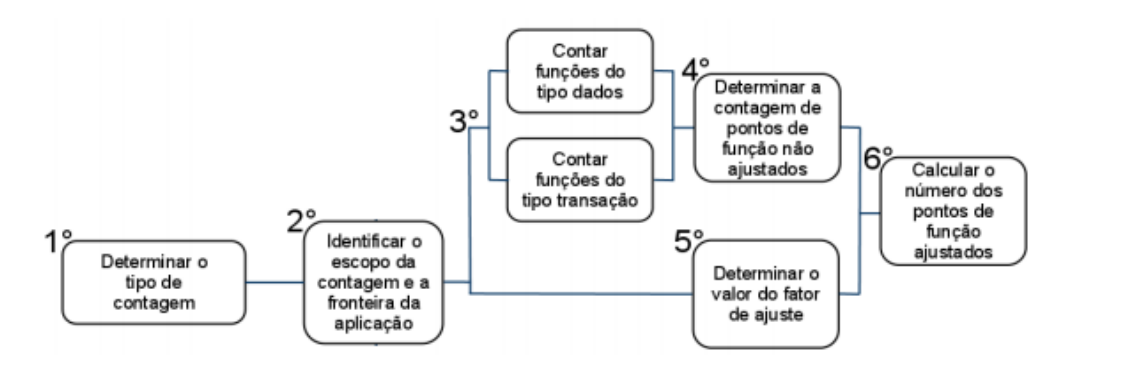 1°
Determinar o
tipo de
contagem
2°
Identificar o
escopo da
contagem e a
fronteira da
aplicação
3°
Contar
funções do
tipo dados
Contar
funções do
tipo transação
4°
Determinar a
contagem de
pontos de
função não
ajustados
5°
Determinar o
valor do fator
de ajuste
6°
Calcular o
número dos
pontos de
função
ajustados